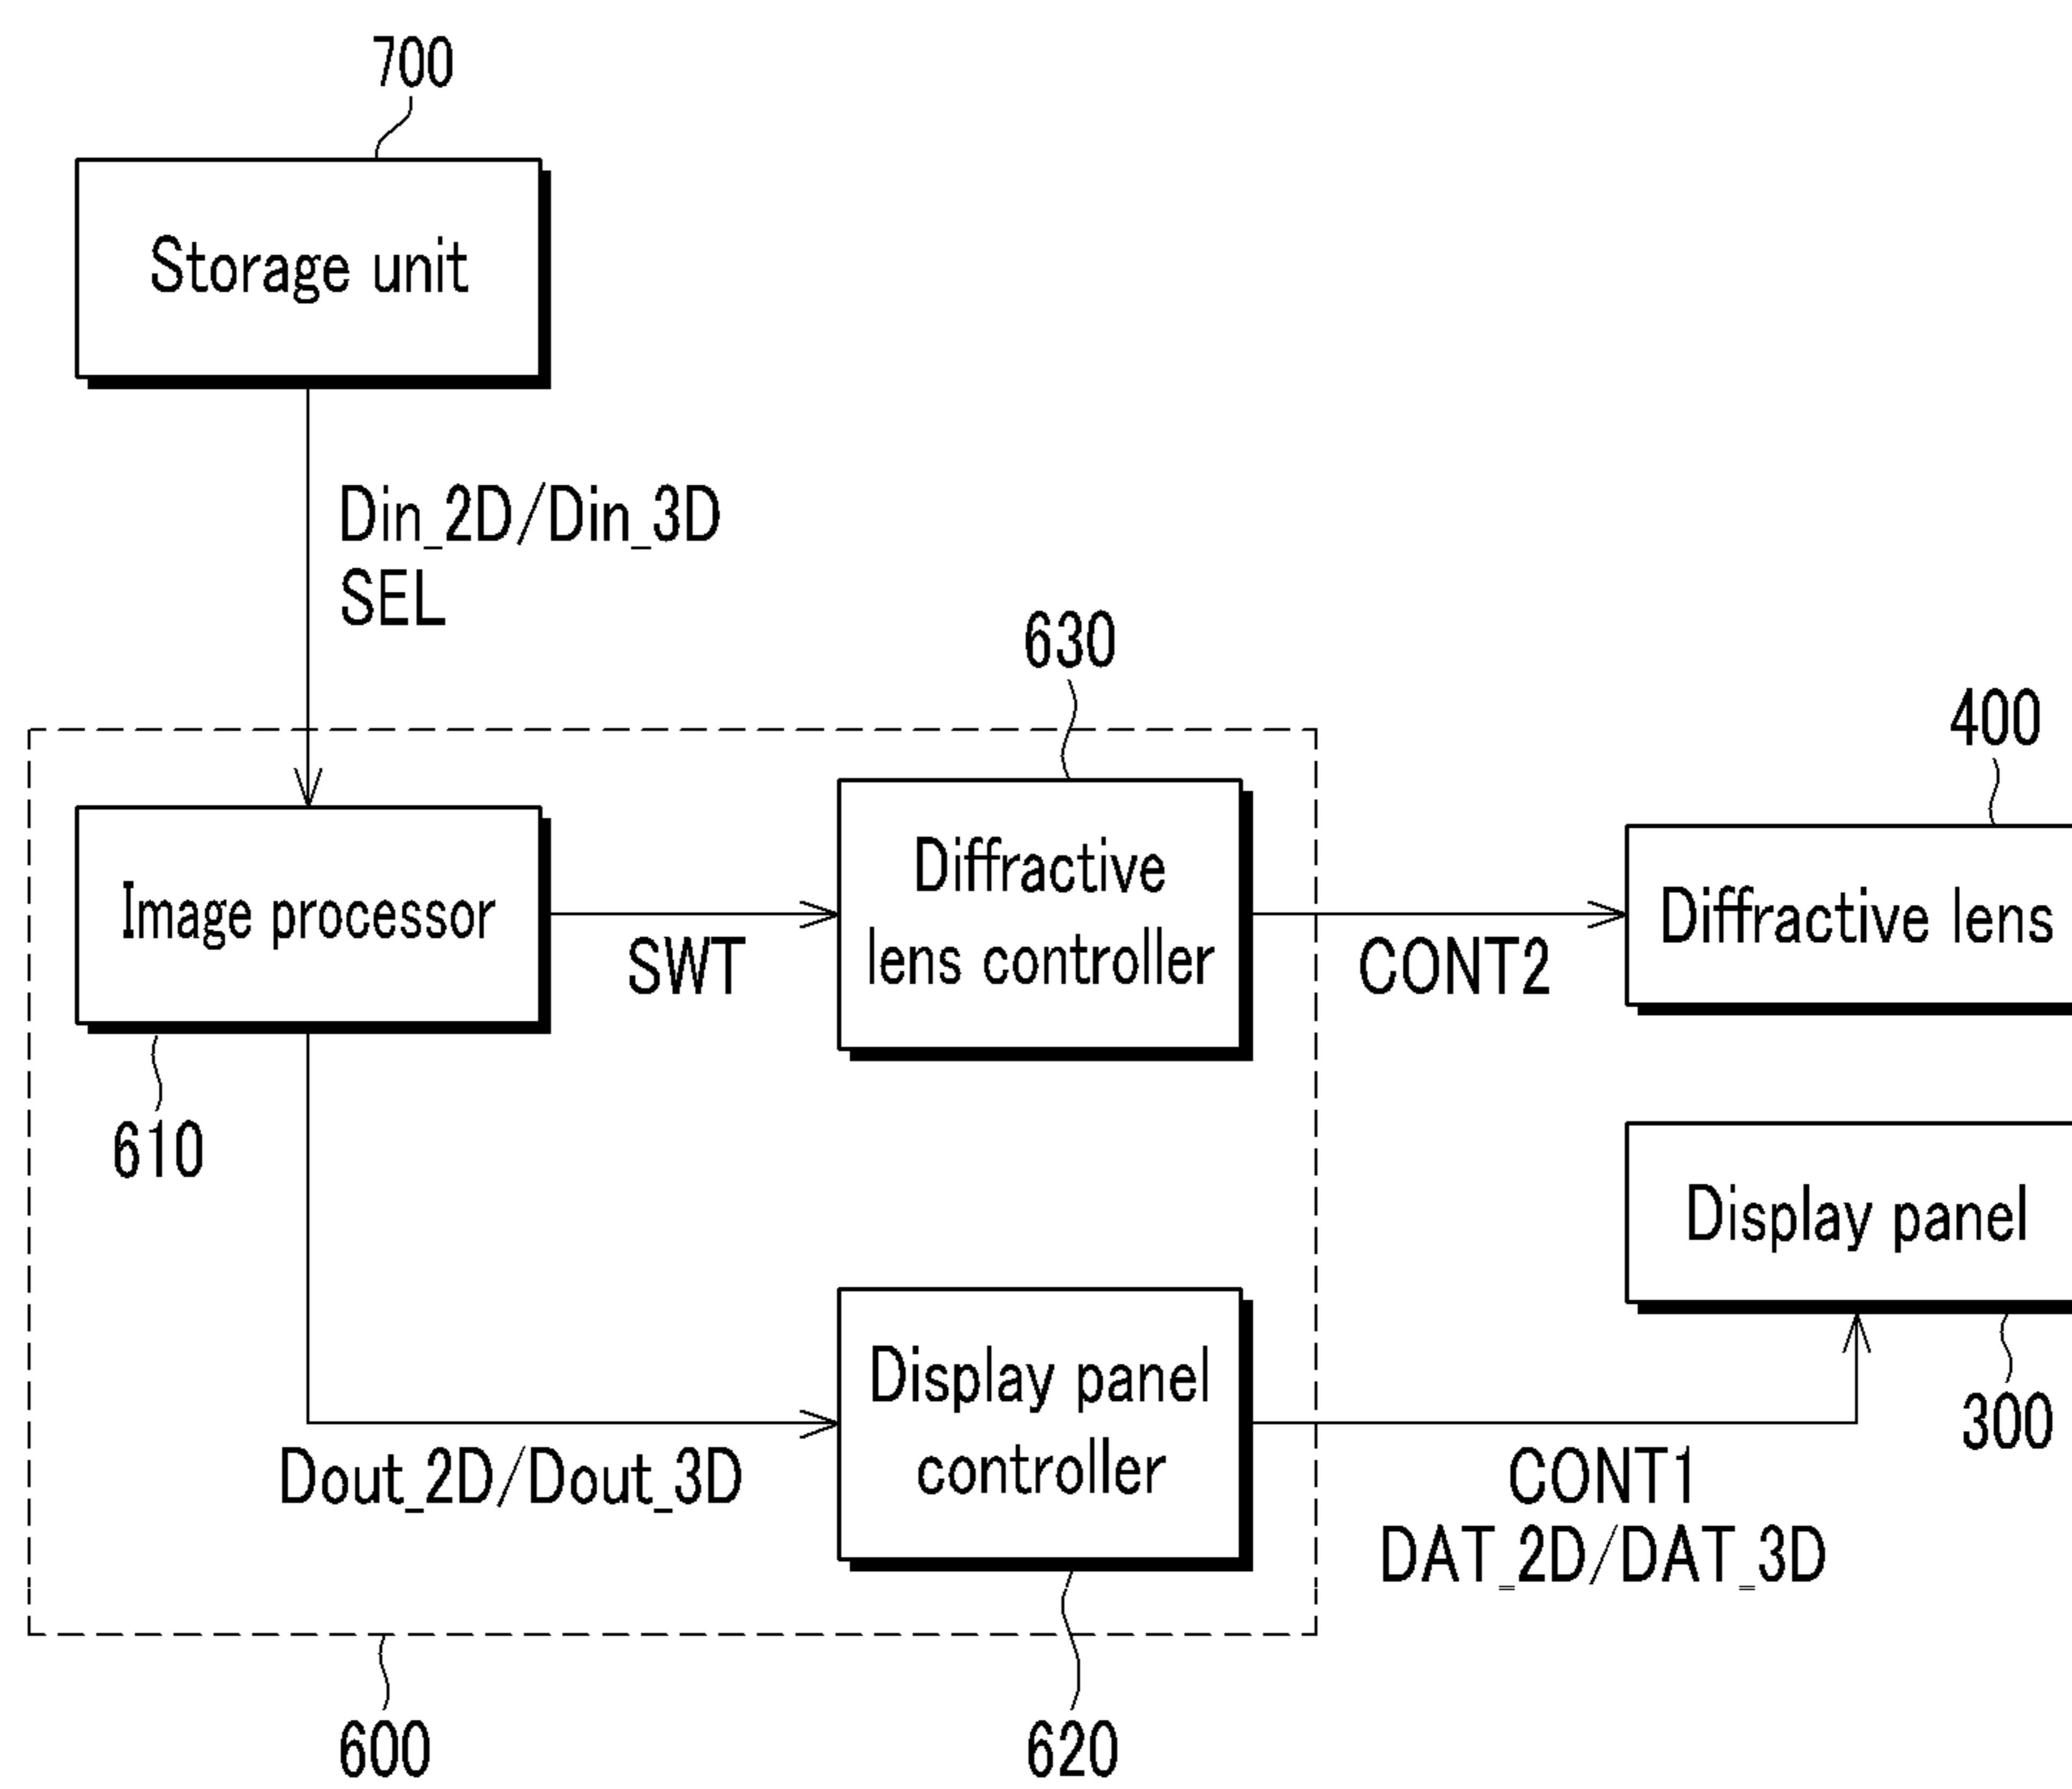 700
Storage unit
Din_2D/Din_3D
SEL
630
400
Image processor
SWT
Diffractive
lens controller
CONT2
Diffractive lens
610
Display panel
300
Dout_2D/Dout_3D
Display panel
controller
CONT1
DAT_2D/DAT_3D
600
620